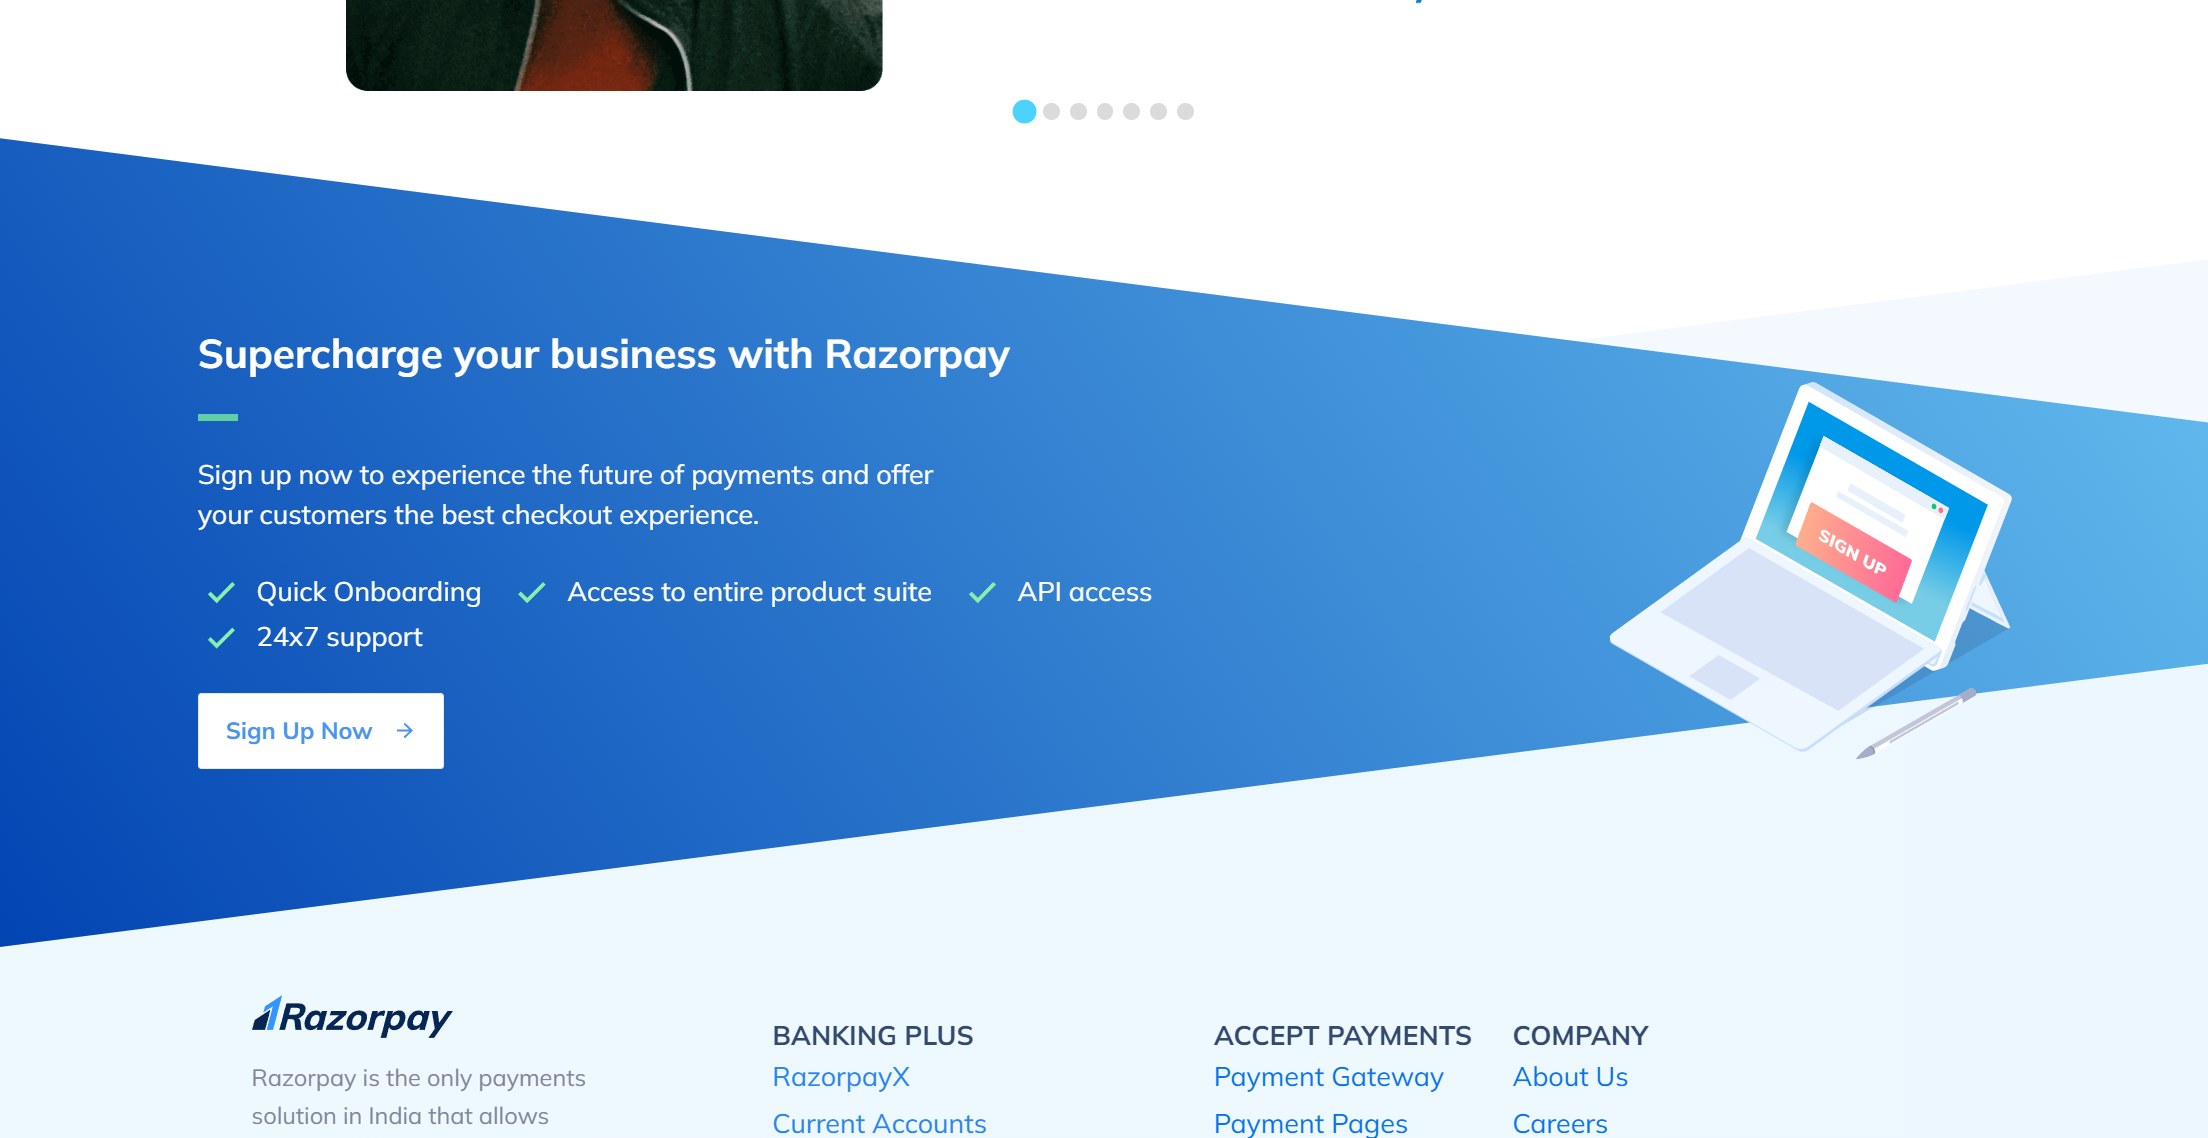 Supercharge your business with Razorpay
Sign up now to experience the future of payments and offer
your customers the best checkout experience.
Quick Onboarding Access to entire product suite API access
24x7 support
Sign Up Now
SIGN UP
Razorpay
Razorpay is the only payments
solution in India that allows
BANKING PLUS
RazorpayX
Current Accounts
ACCEPT PAYMENTS
Payment Gateway
Payment Pages
COMPANY
About Us
Careers